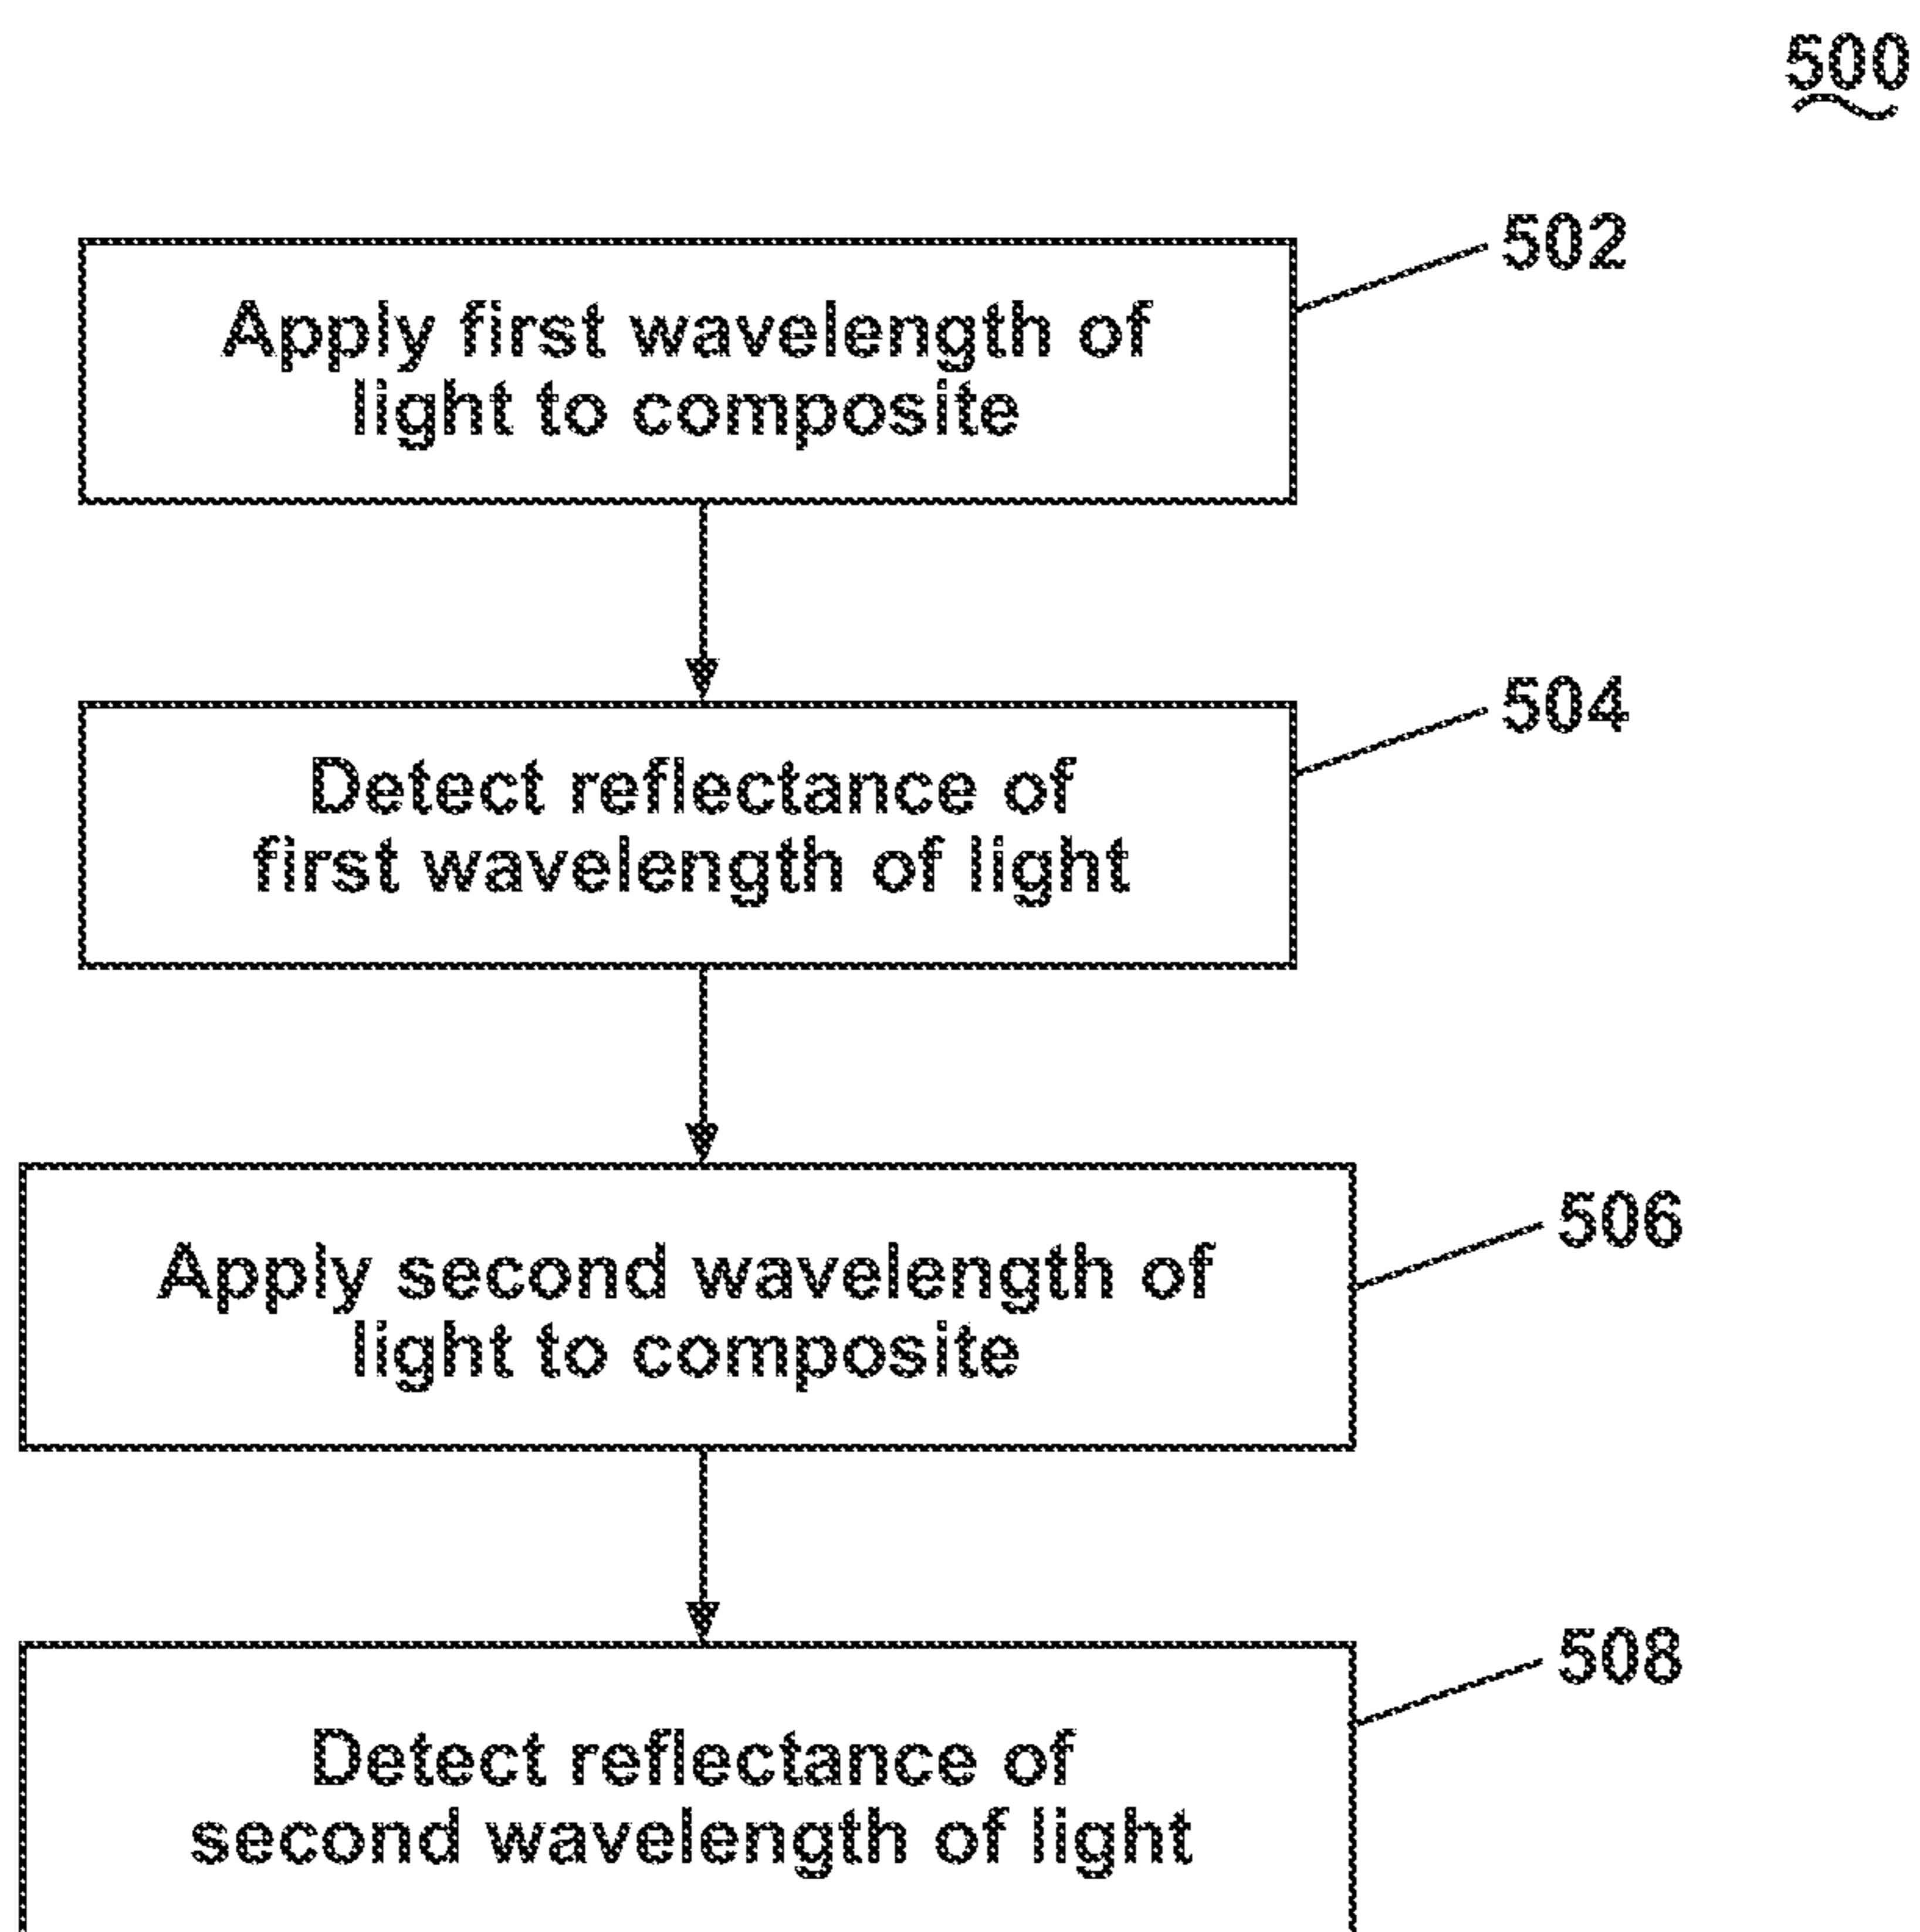 500
502
Apply first wavelength of
light to composite
504
Detect reflectance of
first wavelength of light
506
Apply second wavelength of
light to composite
508
Detect reflectance of
second wavelength of light